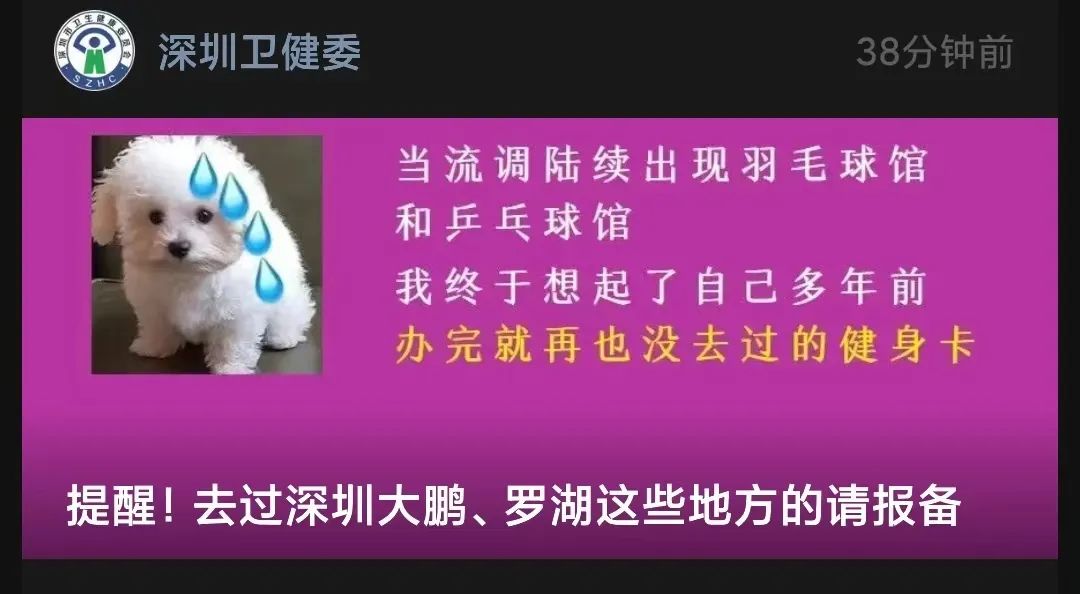 深圳市卫生健康委员会
SZHC
深圳卫健委
38分钟前
当流调陆续出现羽毛球馆
和乒乓球馆
我终于想起了自己多年前
办完就再也没去过的健身卡
提醒！去过深圳大鹏、罗湖这些地方的请报备